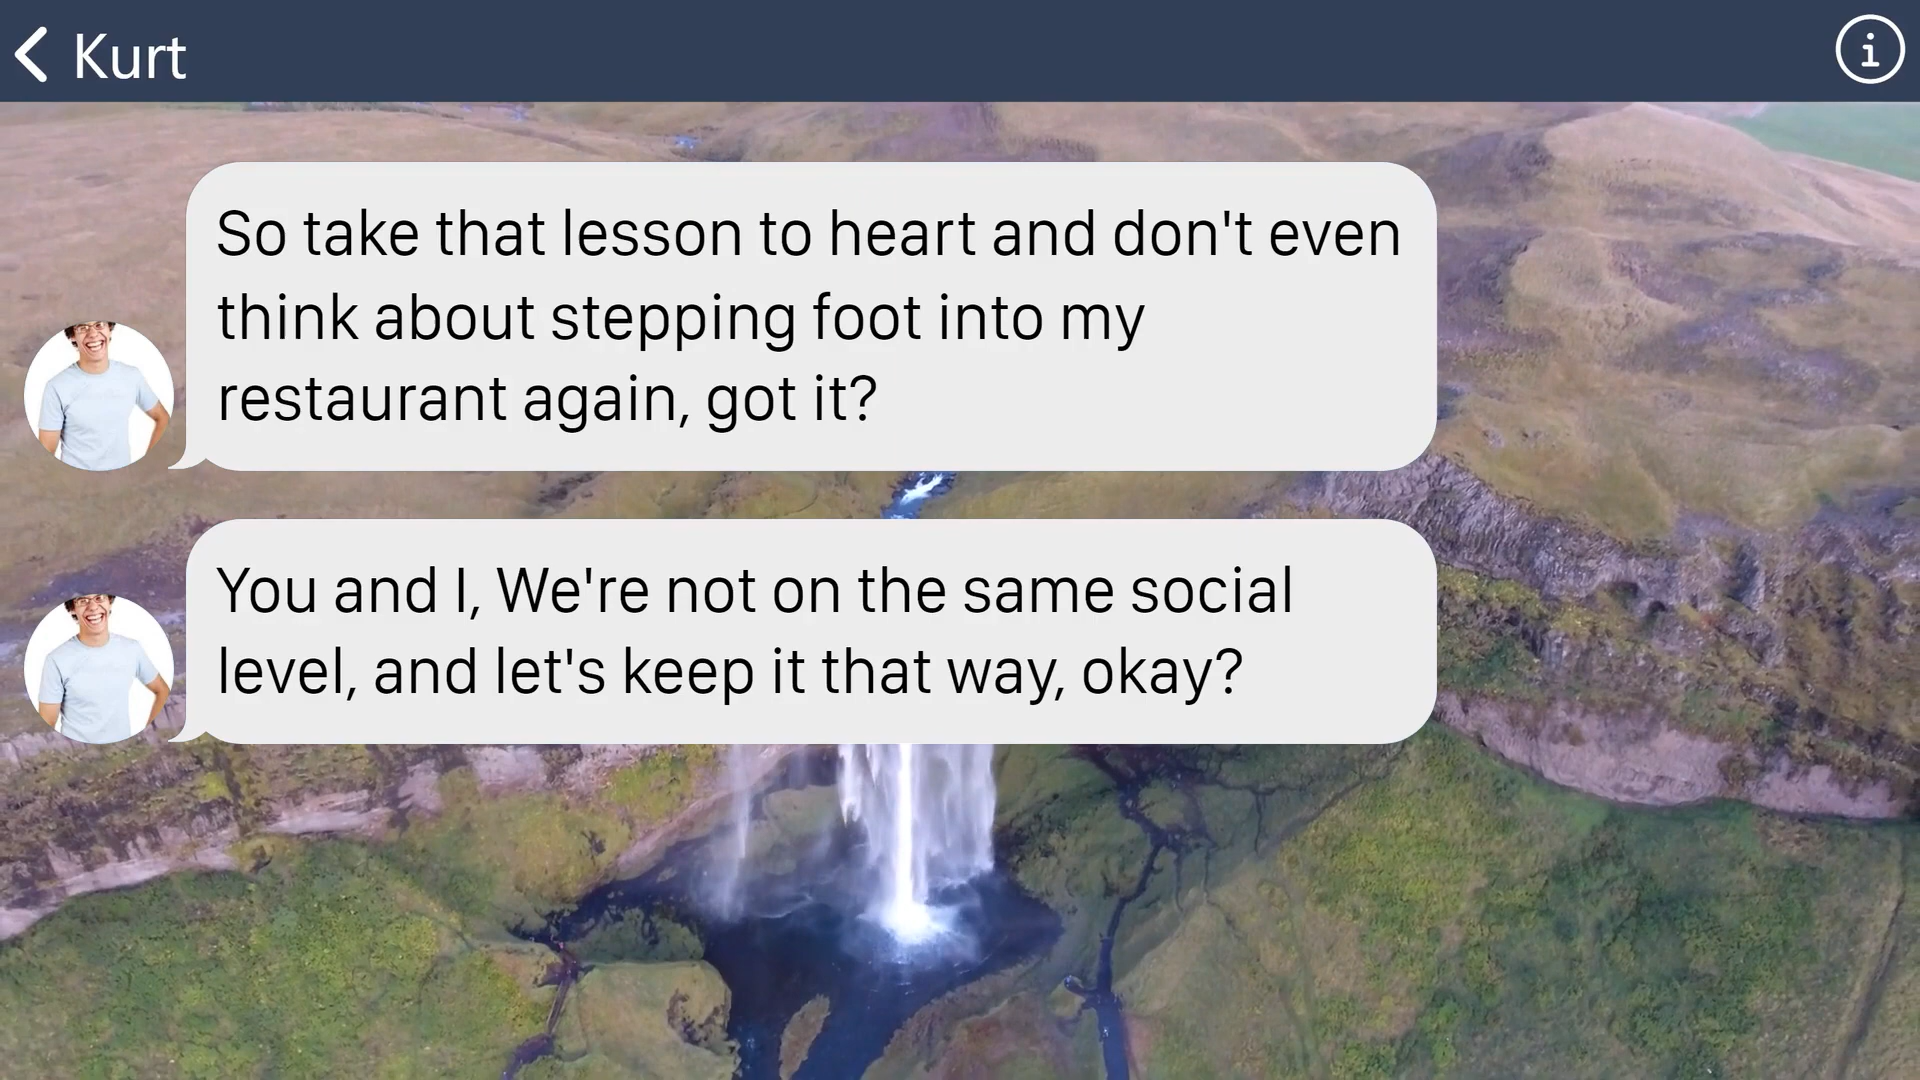 Kurt
So take that lesson to heart and don't even
think about stepping foot into my
restaurant again, got it?
You and I, We're not on the same social
level, and let's keep it that way, okay?